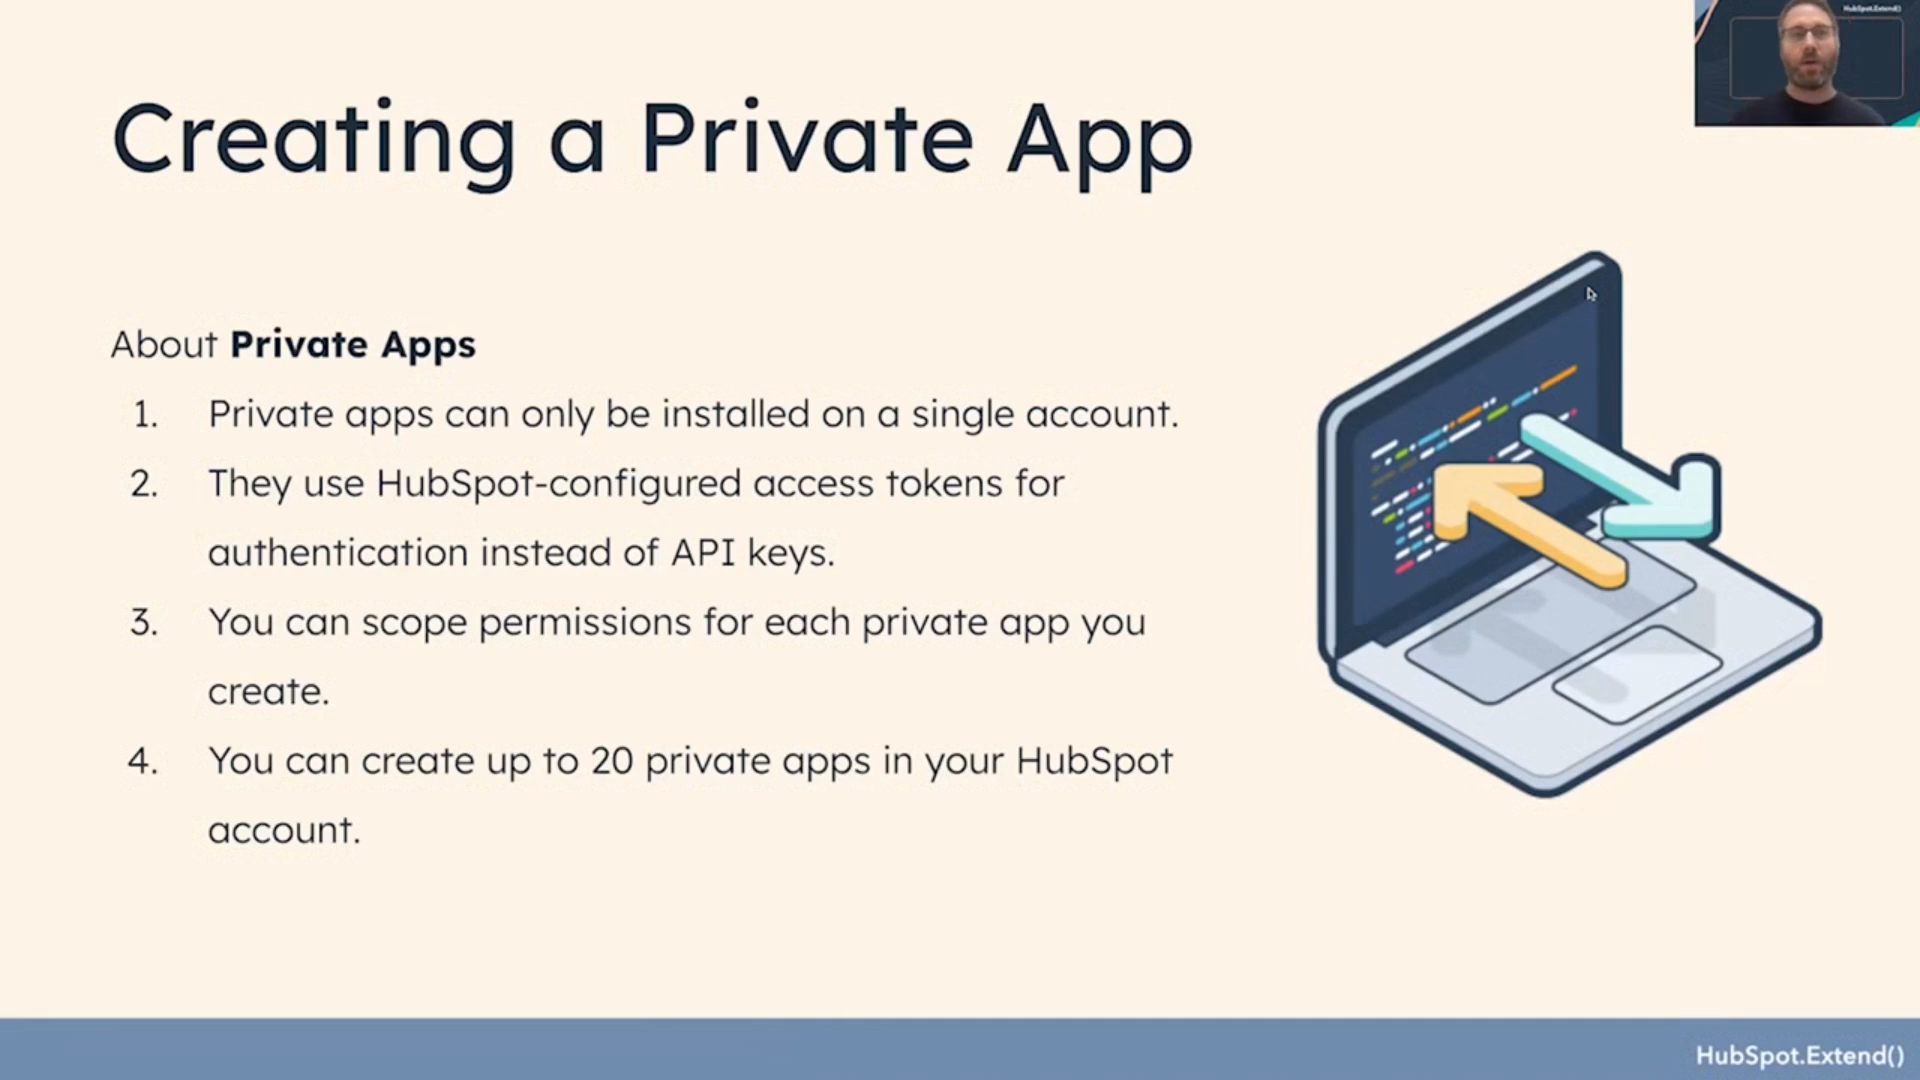 HubSpot.Extend()
Creating a Private App
About Private Apps
1. Private apps can only be installed on a single account.
2. They use HubSpot-configured access tokens for
authentication instead of API keys.
3. You can scope permissions for each private app you
create.
4. You can create up to 20 private apps in your HubSpot
account.
HubSpot.Extend()